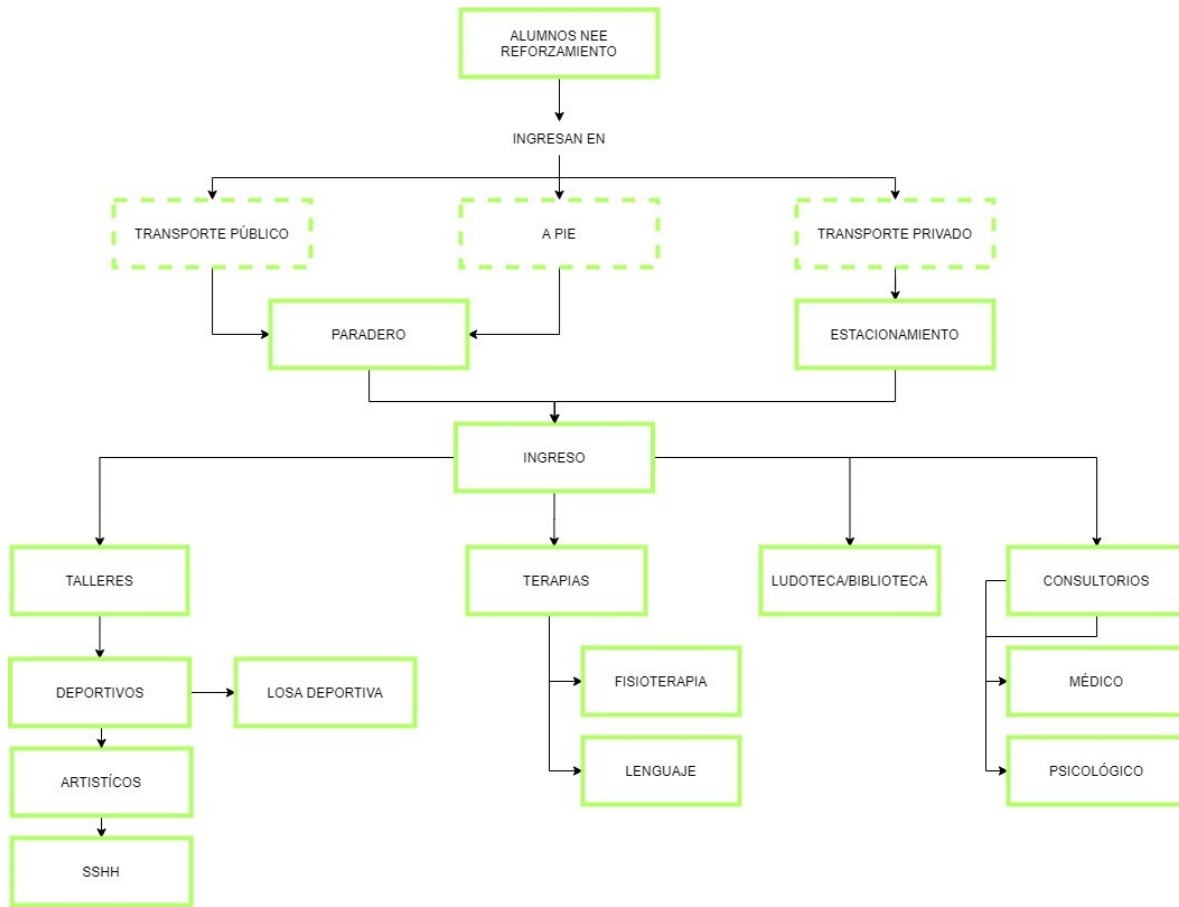 ALUMNOS NEE
REFORZAMIENTO
INGRESAN EN
TRANSPORTE PÚBLICO
A PIE
TRANSPORTE PRIVADO
PARADERO
ESTACIONAMIENTO
INGRESO
TALLERES
TERAPIAS
LUDOTECA/BIBLIOTECA
CONSULTORIOS
DEPORTIVOS
LOSA DEPORTIVA
FISIOTERAPIA
MÉDICO
ARTISTÍCOS
LENGUAJE
PSICOLÓGICO
SSHH